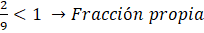 2/9 < 1 → Fracción propia